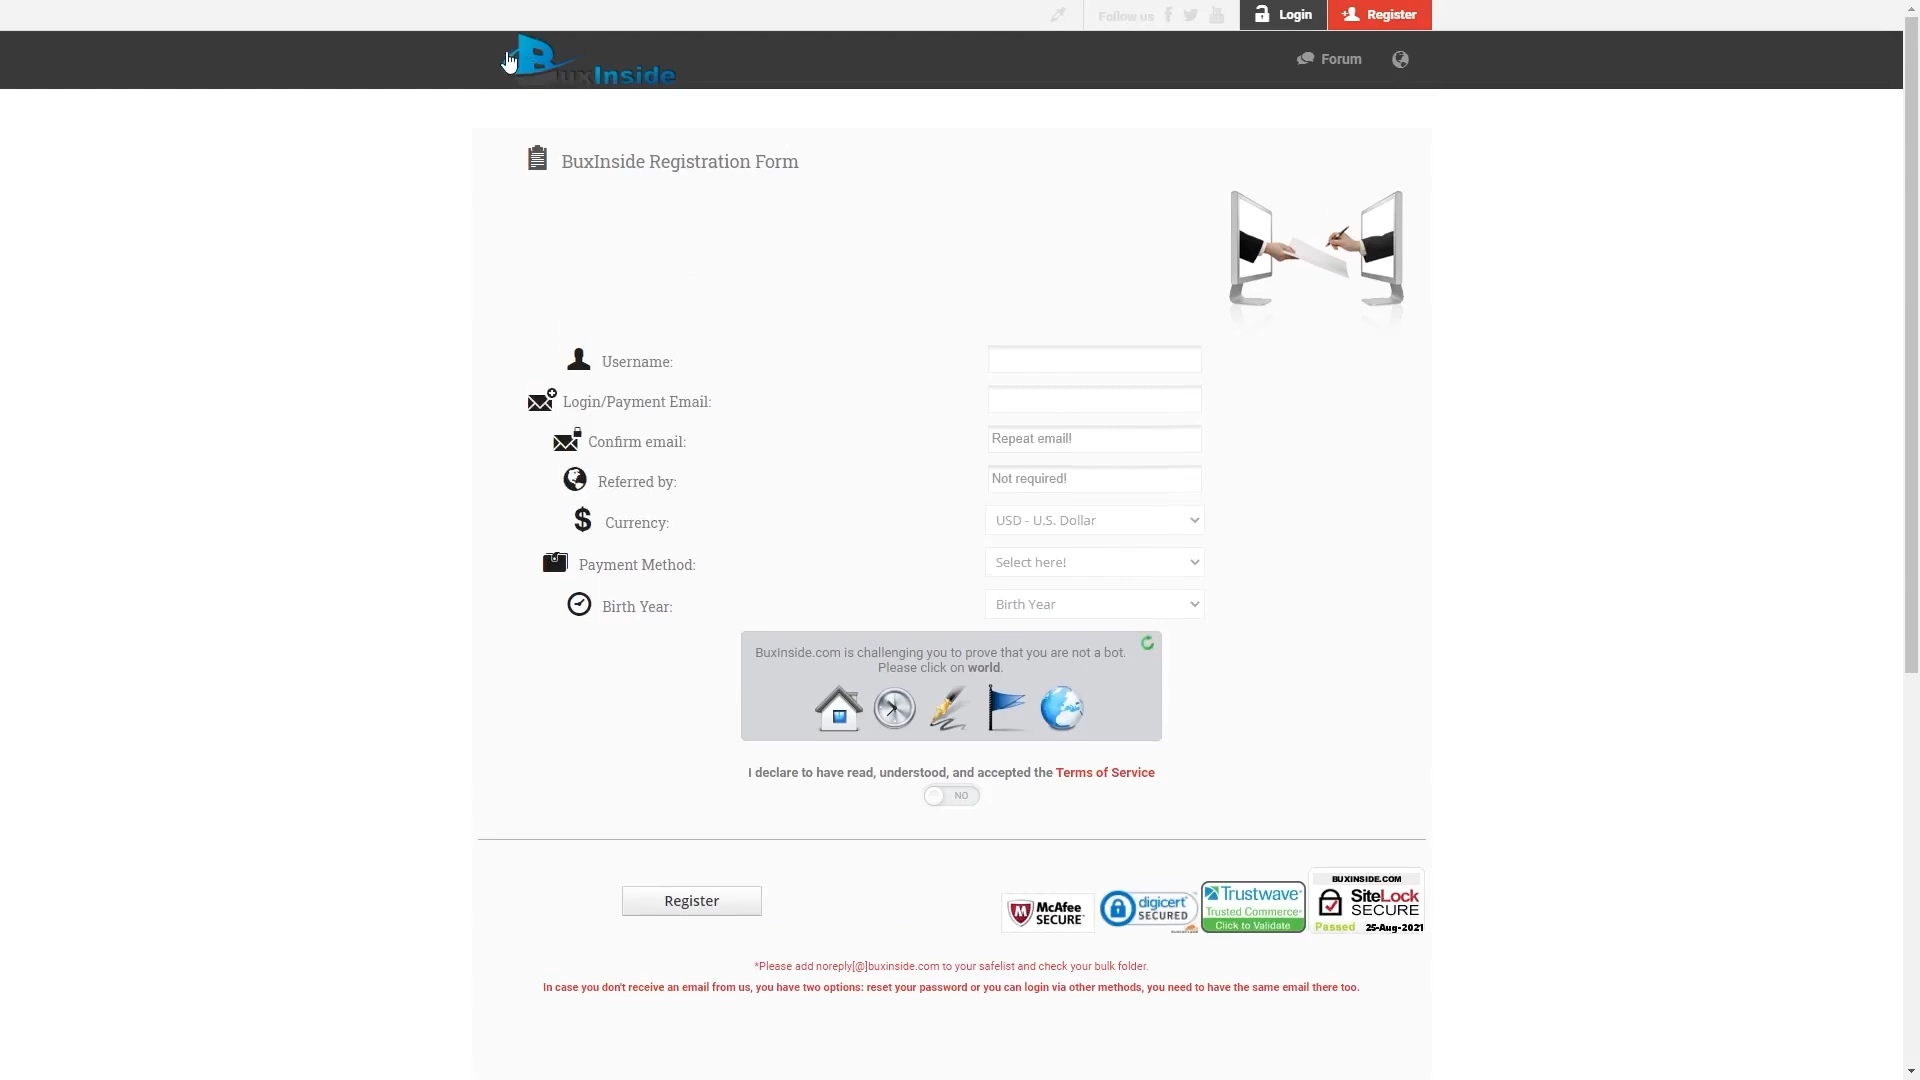 Follow us
Login
Register
BuxInside
Forum
BuxInside Registration Form
Username:
Login/Payment Email:
Confirm email:
Repeat email!
Referred by:
Not required!
Currency:
USD - U.S. Dollar
Payment Method:
Select here!
Birth Year:
Birth Year
BuxInside.com is challenging you to prove that you are not a bot.
Please click on world.
I declare to have read, understood, and accepted the Terms of Service
NO
Register
McAfee
SECURE
digicert
SECURED
Trustwave
Trusted Commerce
Click to Validate
BUXINSIDE.COM
SiteLock
SECURE
Passed 25-Aug-2021
*Please add noreply[@]buxinside.com to your safelist and check your bulk folder.
In case you don't receive an email from us, you have two options: reset your password or you can login via other methods, you need to have the same email there too.